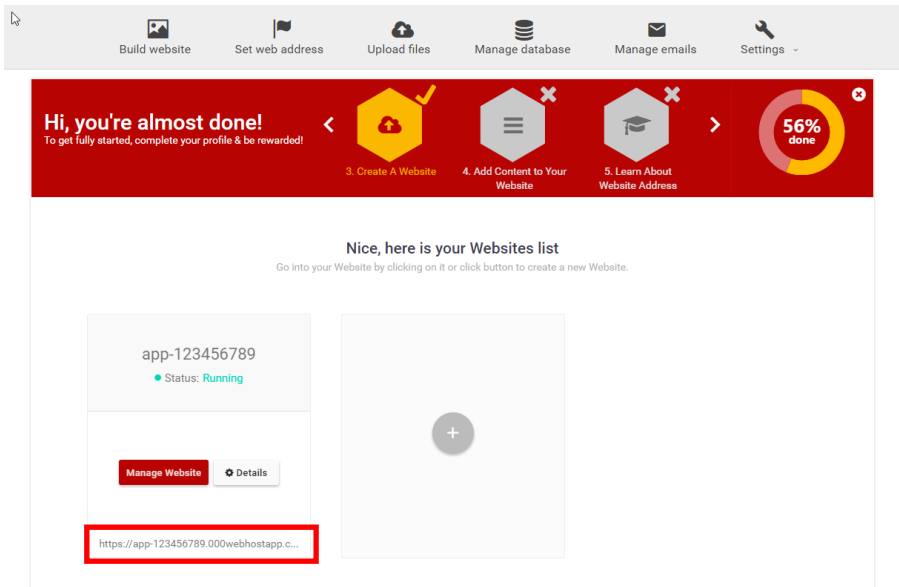 Build website
Set web address
Upload files
Manage database
Manage emails
Settings
Hi, you're almost done!
To get fully started, complete your profile & be rewarded!
3. Create A Website
4. Add Content to Your
Website
5. Learn About
Website Address
56%
done
Nice, here is your Websites list
Go into your Website by clicking on it or click button to create a new Website.
app-123456789
Status: Running
Manage Website
Details
https://app-123456789.000webhostapp.c...